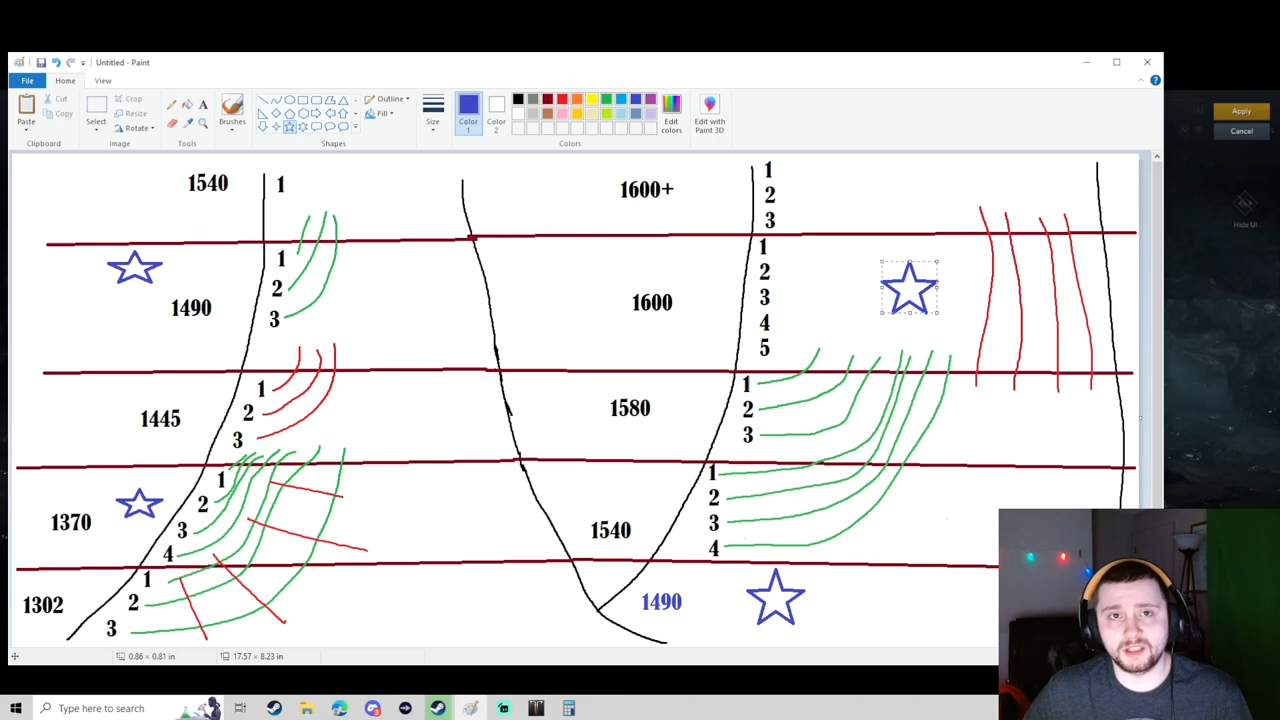 Untitled - Paint
File
Home
View
Paste
Cut
Copy
Clipboard
Select
Crop
Resize
Rotate
Image
Tools
Brushes
Outline
Fill
Shapes
Size
Color 1
Color 2
Edit colors
Edit with Paint 3D
Colors
Apply
Cancel
Hide UI
1540
1
1490
1
2
3
1445
1
2
3
1370
1
2
3
4
1302
1
2
3
1600+
1
2
3
1600
1
2
3
4
5
1580
1
2
3
1540
1
2
3
4
1490
0.86 × 0.81 in
17.57 × 8.23 in
Type here to search